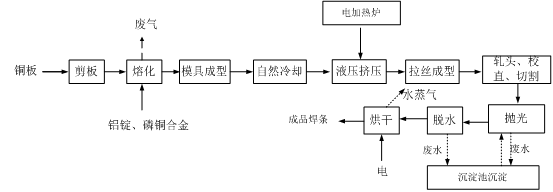 电加热炉
废气
铜板
剪板
熔化
模具成型
自然冷却
液压挤压
拉丝成型
轧头、校
直、切割
铝锭、磷铜合金
水蒸气
成品焊条
烘干
脱水
抛光
废水
废水
电
沉淀池沉淀